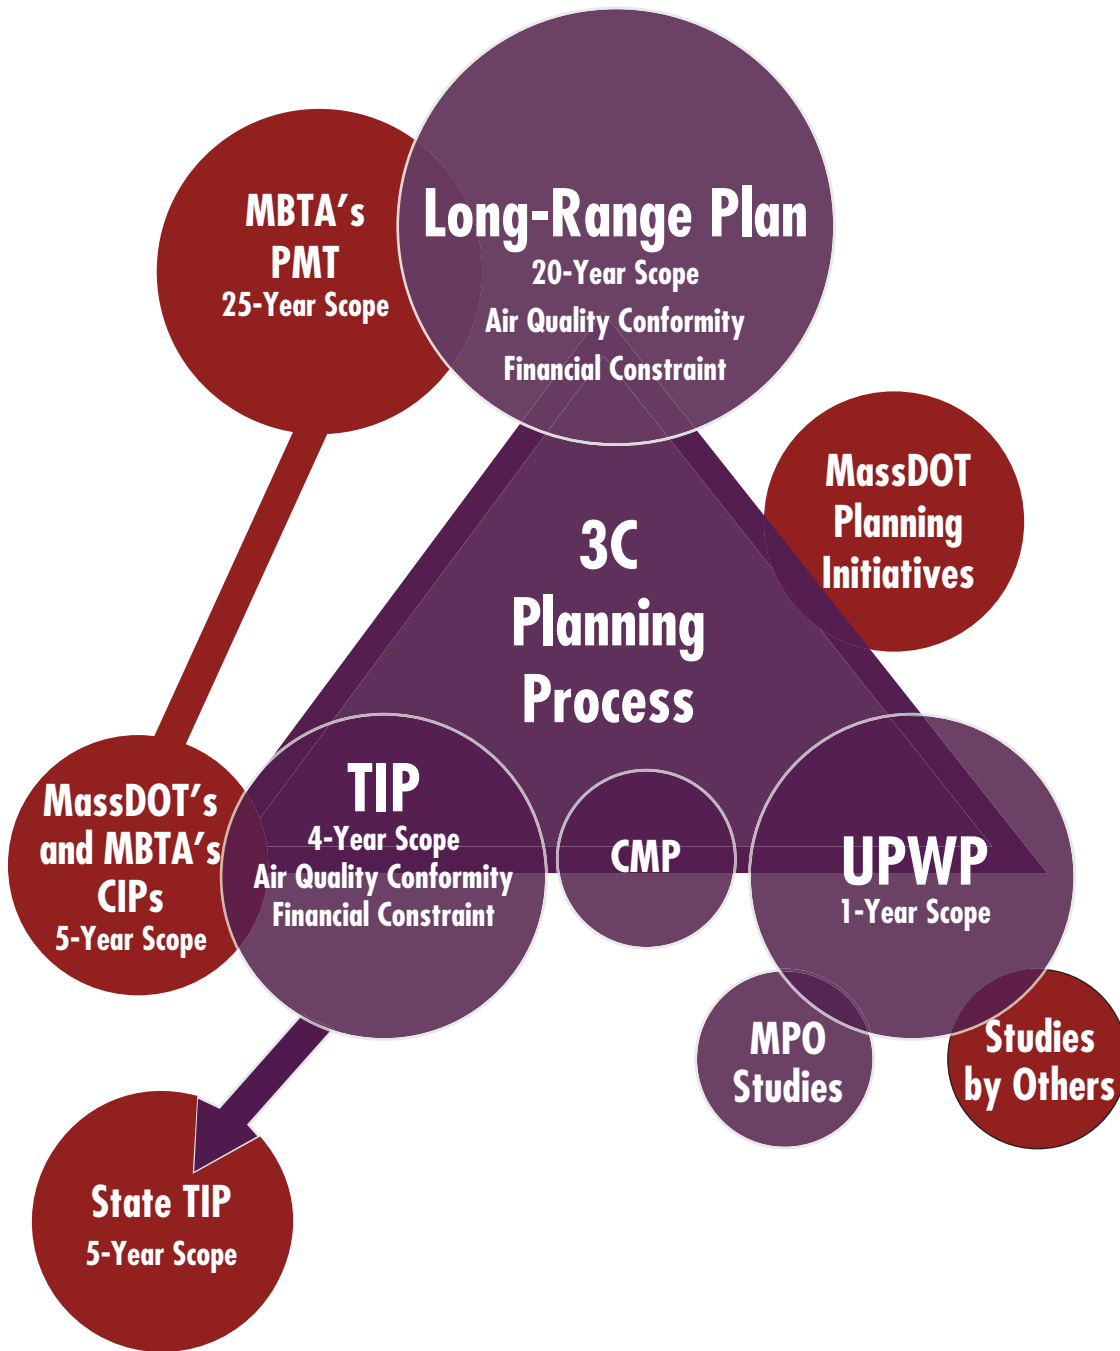 MBTA's
PMT
25-Year Scope
Long-Range Plan
20-Year Scope
Air Quality Conformity
Financial Constraint
MassDOT
Planning
Initiatives
3C
Planning
Process
MassDOT's
and MBTA's
CIPs
5-Year Scope
TIP
4-Year Scope
Air Quality Conformity
Financial Constraint
CMP
UPWP
1-Year Scope
MPO
Studies
Studies
by Others
State TIP
5-Year Scope